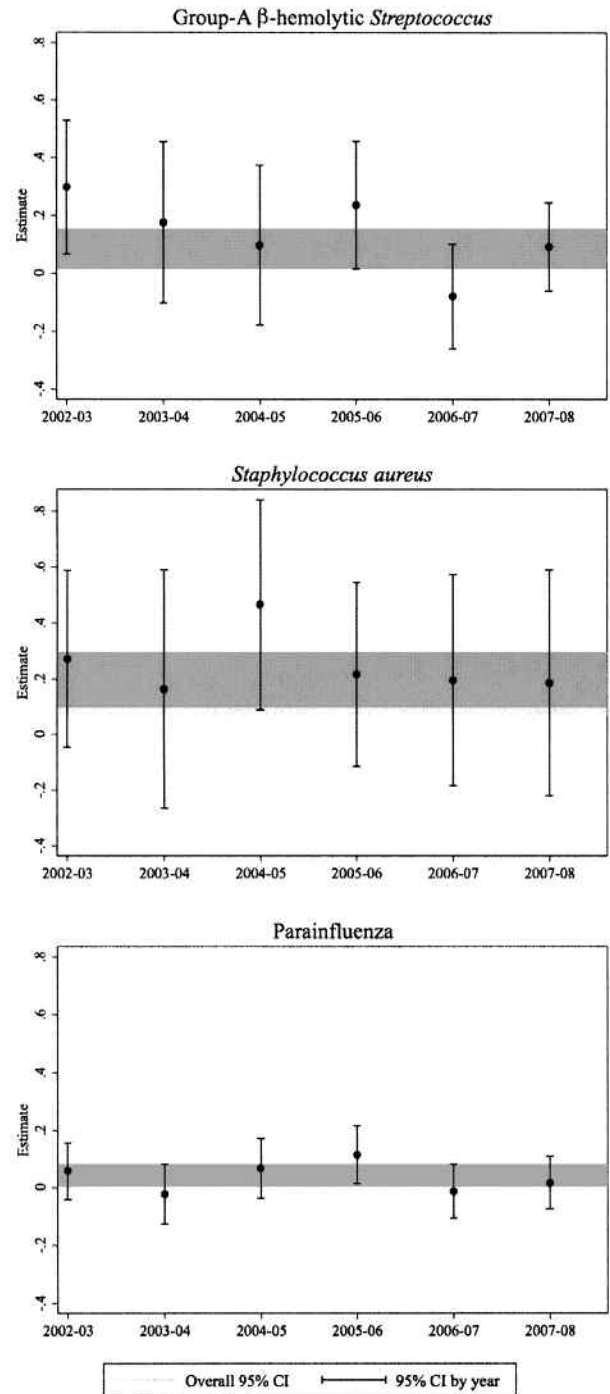 Group-A β-hemolytic Streptococcus
.8
.6
.4
.2
0
-.2
-.4
Estimate
2002-03 2003-04 2004-05 2005-06 2006-07 2007-08
Staphylococcus aureus
.8
.6
.4
.2
0
-.2
-.4
Estimate
2002-03 2003-04 2004-05 2005-06 2006-07 2007-08
Parainfluenza
.8
.6
.4
.2
0
-.2
-.4
Estimate
2002-03 2003-04 2004-05 2005-06 2006-07 2007-08
Overall 95% CI 95% CI by year